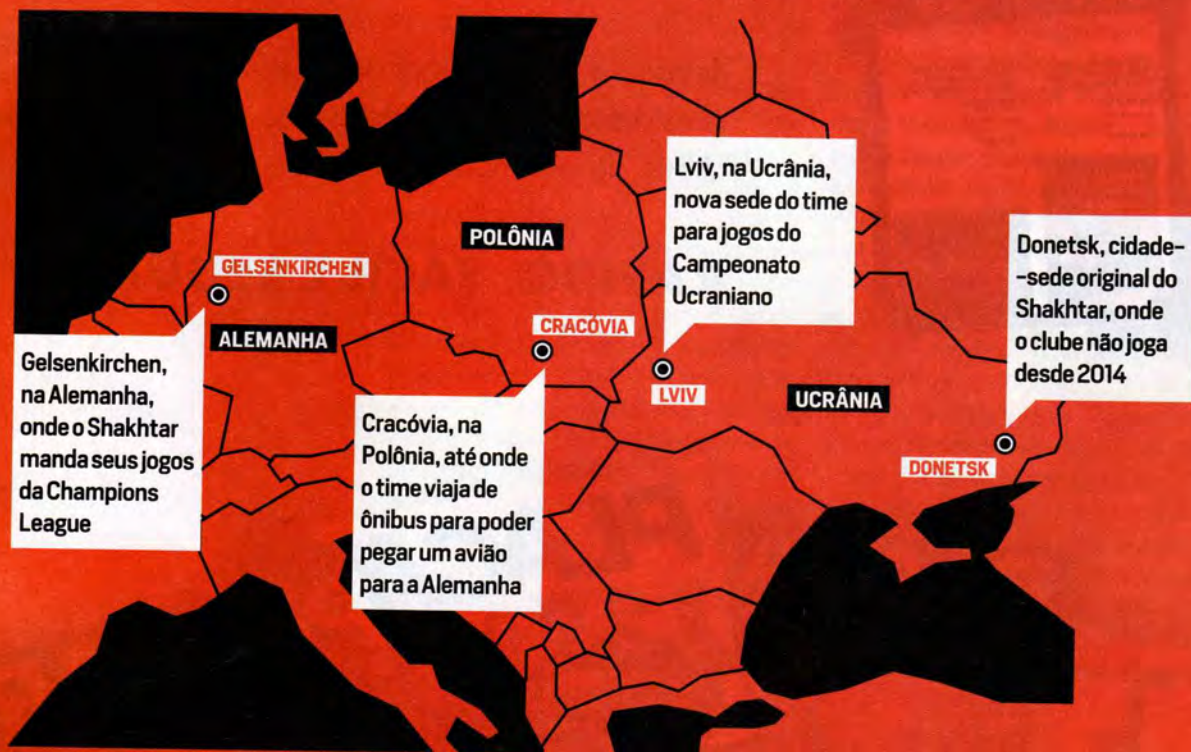 POLÔNIA
GELSENKIRCHEN
ALEMANHA
Gelsenkirchen,
na Alemanha,
onde o Shakhtar
manda seus jogos
da Champions
League
CRACÓVIA
Cracóvia, na
Polônia, até onde
o time viaja de
ônibus para poder
pegar um avião
para a Alemanha
Lviv, na Ucrânia,
nova sede do time
para jogos do
Campeonato
Ucraniano
LVIV
UCRÂNIA
Donetsk, cidade-
-sede original do
Shakhtar, onde
o clube não joga
desde 2014
DONETSK